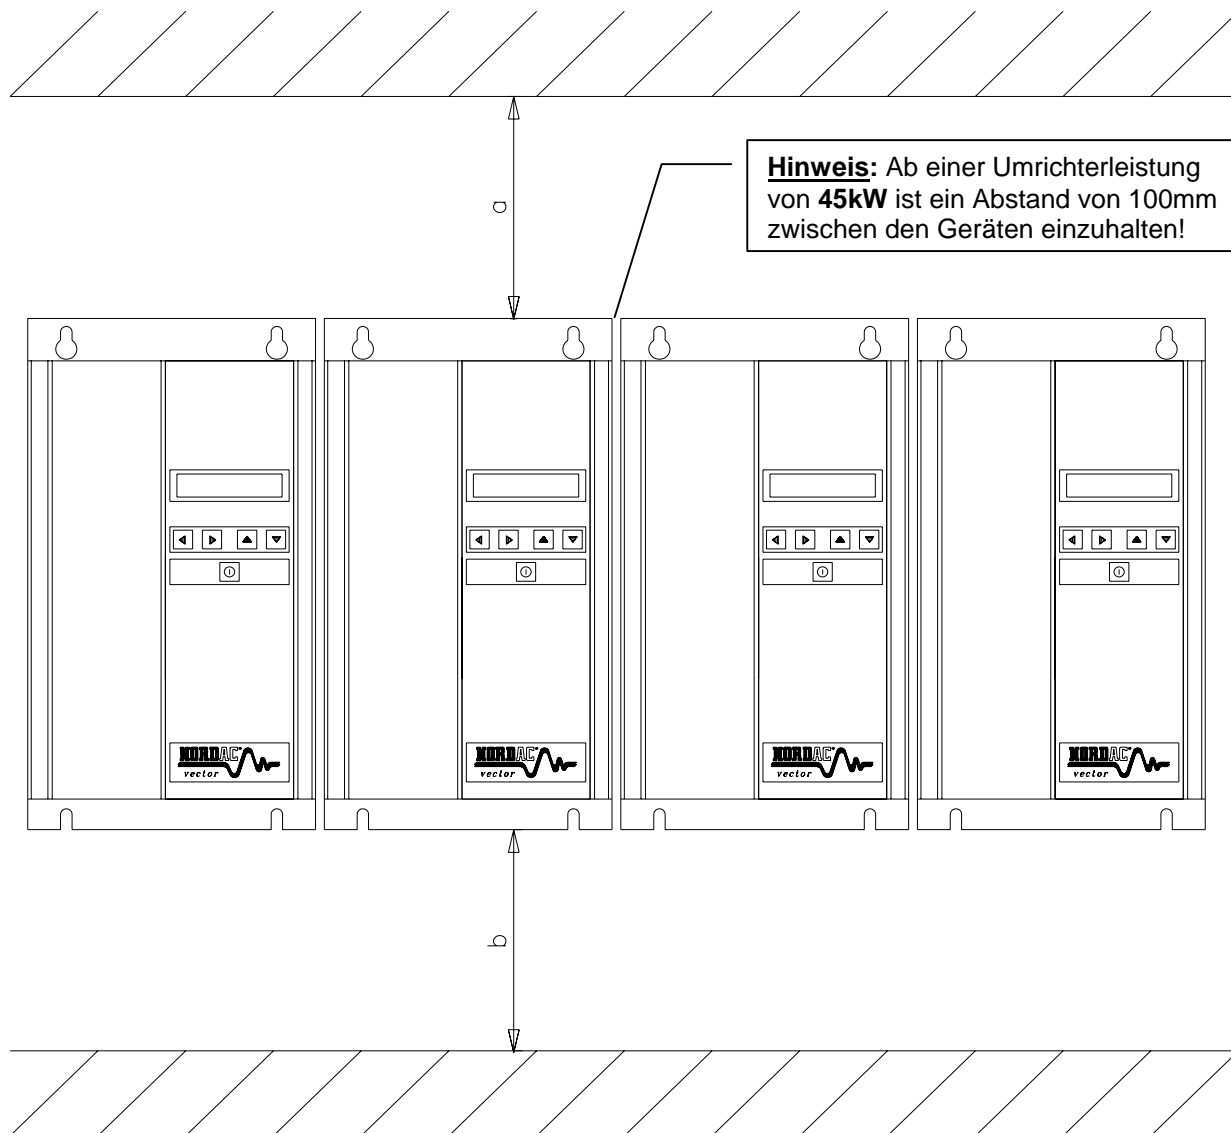 a
Hinweis: Ab einer Umrichterleistung
von 45kW ist ein Abstand von 100mm
zwischen den Geräten einzuhalten!
NORDAC®
vector
NORDAC®
vector
NORDAC®
vector
NORDAC®
vector
b